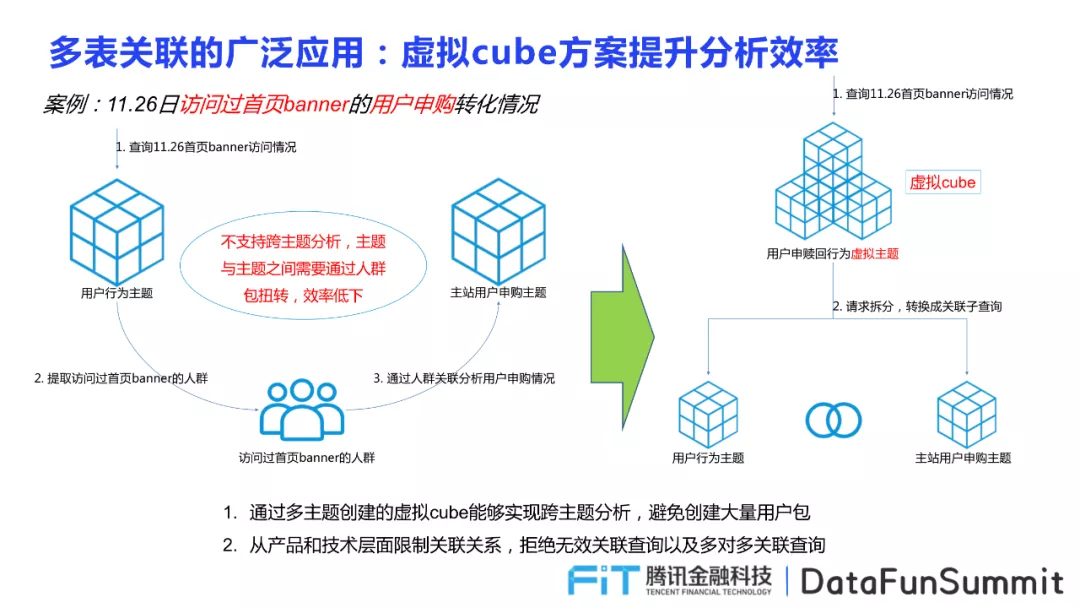 多表关联的广泛应用：虚拟cube方案提升分析效率
案例：11.26日访问过首页banner的用户申购转化情况
1. 查询11.26首页banner访问情况
不支持跨主题分析，主题
与主题之间需要通过人群
包扭转，效率低下
用户行为主题
主站用户申购主题
2. 提取访问过首页banner的人群
3. 通过人群关联分析用户申购情况
访问过首页banner的人群
1. 查询11.26首页banner访问情况
虚拟cube
用户申赎回行为虚拟主题
2. 请求拆分，转换成关联子查询
用户行为主题
主站用户申购主题
1. 通过多主题创建的虚拟cube能够实现跨主题分析，避免创建大量用户包
2. 从产品和技术层面限制关联关系，拒绝无效关联查询以及多对多关联查询
FiT 腾讯金融科技
TENCENT FINANCIAL TECHNOLOGY
DataFunSummit